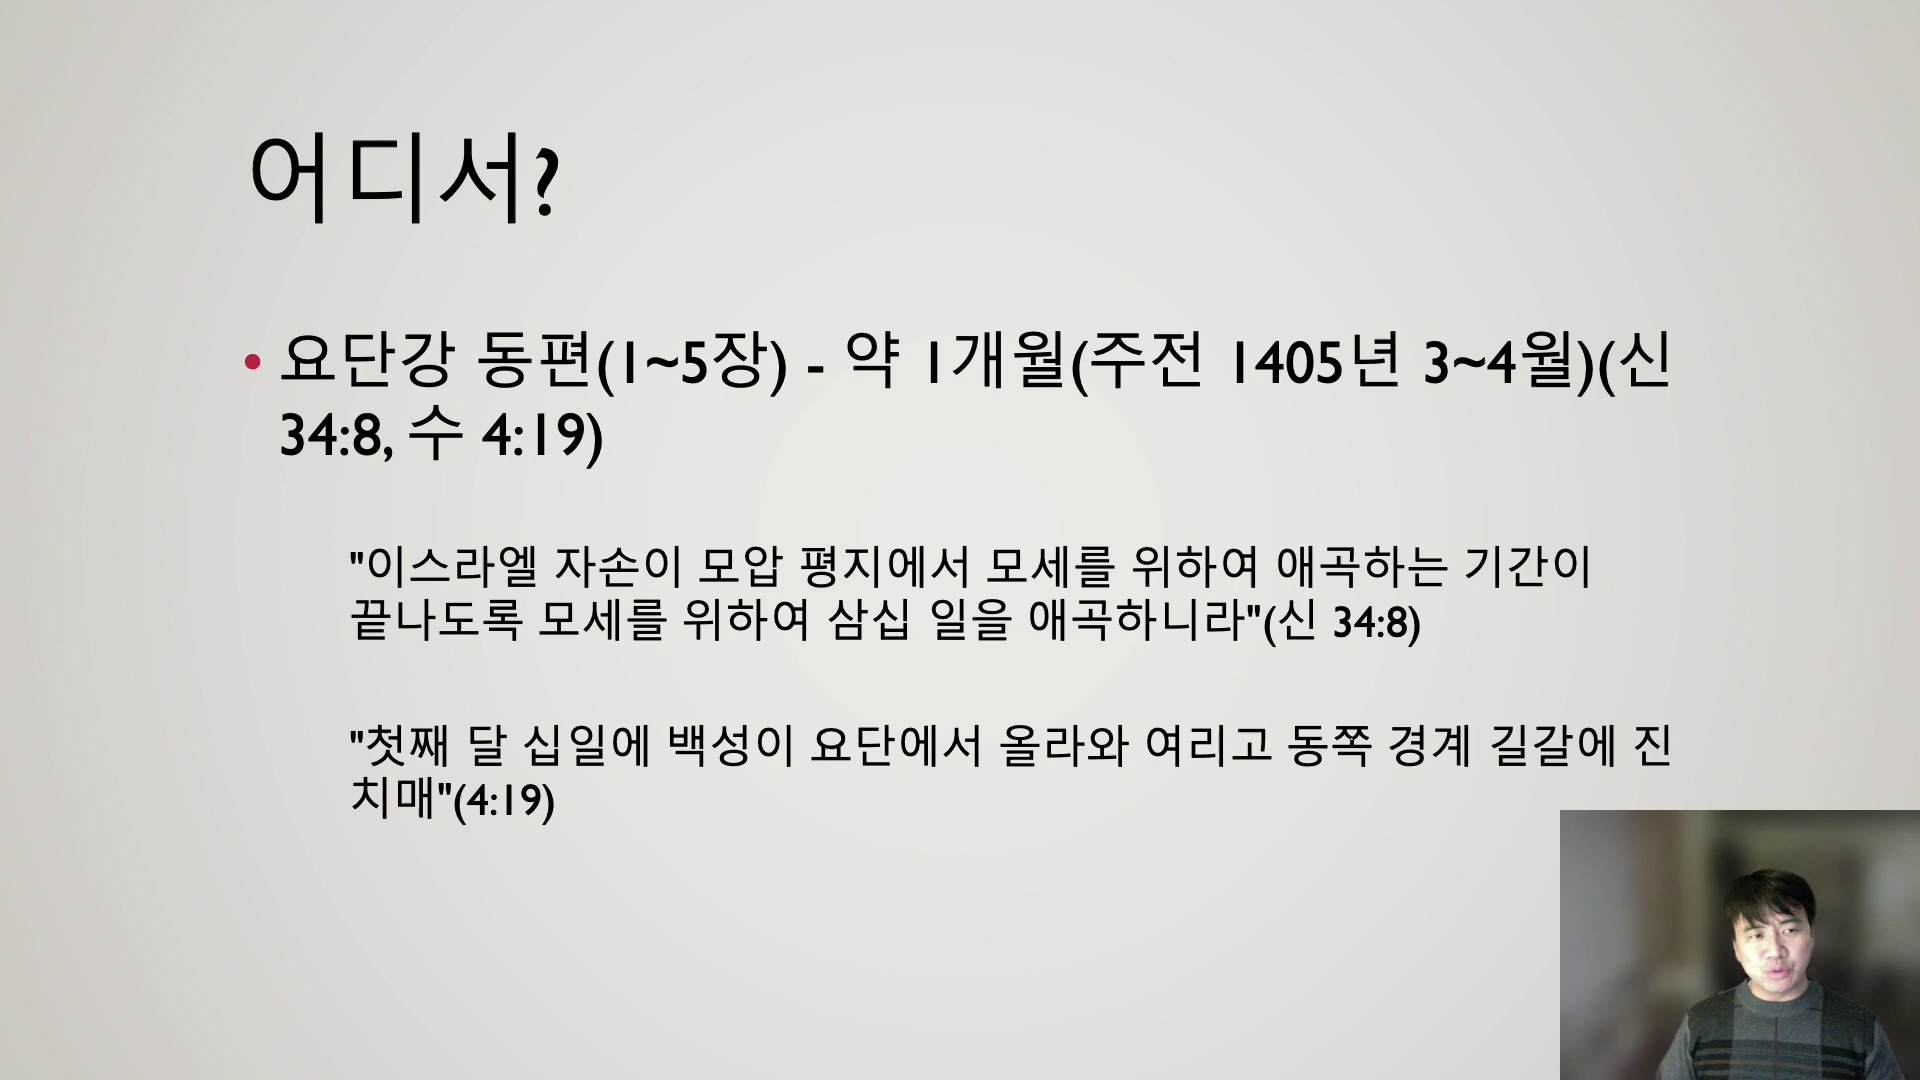 어디서?
• 요단강 동편(1~5장) - 약 1개월(주전 1405년 3~4월)(신
34:8, 수 4:19)
"이스라엘 자손이 모압 평지에서 모세를 위하여 애곡하는 기간이
끝나도록 모세를 위하여 삼십 일을 애곡하니라"(신 34:8)
"첫째 달 십일에 백성이 요단에서 올라와 여리고 동쪽 경계 길갈에 진
치매"(4:19)